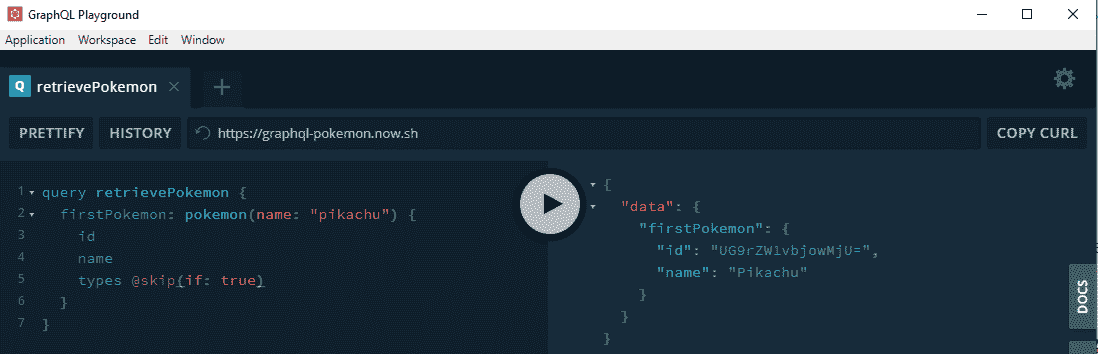 GraphQL Playground
Application Workspace Edit Window
Q retrievePokemon × +
PRETTIFY HISTORY https://graphql-pokemon.now.sh COPY CURL
1 query retrievePokemon {
2 firstPokemon: pokemon(name: "pikachu") {
3 id
4 name
5 types @skip(if: true)
6 }
7 }
{
"data": {
"firstPokemon": {
"id": "UG9rZW1vbjowMjU=",
"name": "Pikachu"
}
}
}
DOCS